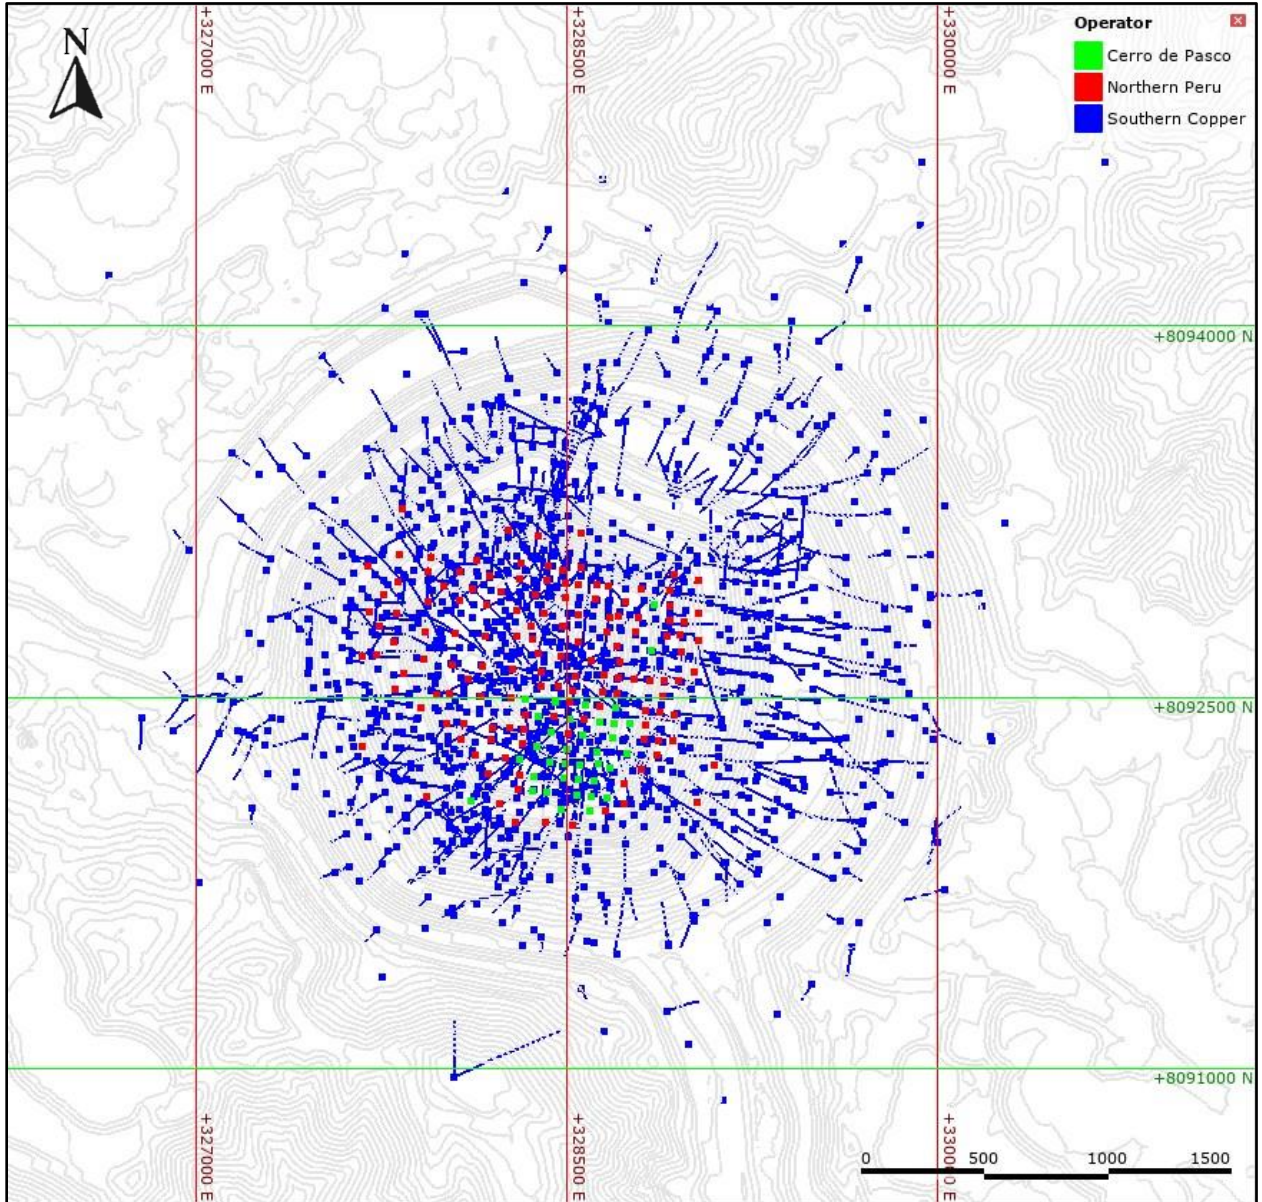 N
+327000 E
+328500 E
+330000 E
Operator
Cerro de Pasco
Northern Peru
Southern Copper
+8094000 N
+8092500 N
+8091000 N
+327000 E
+328500 E
+330000 E
0 500 1000 1500